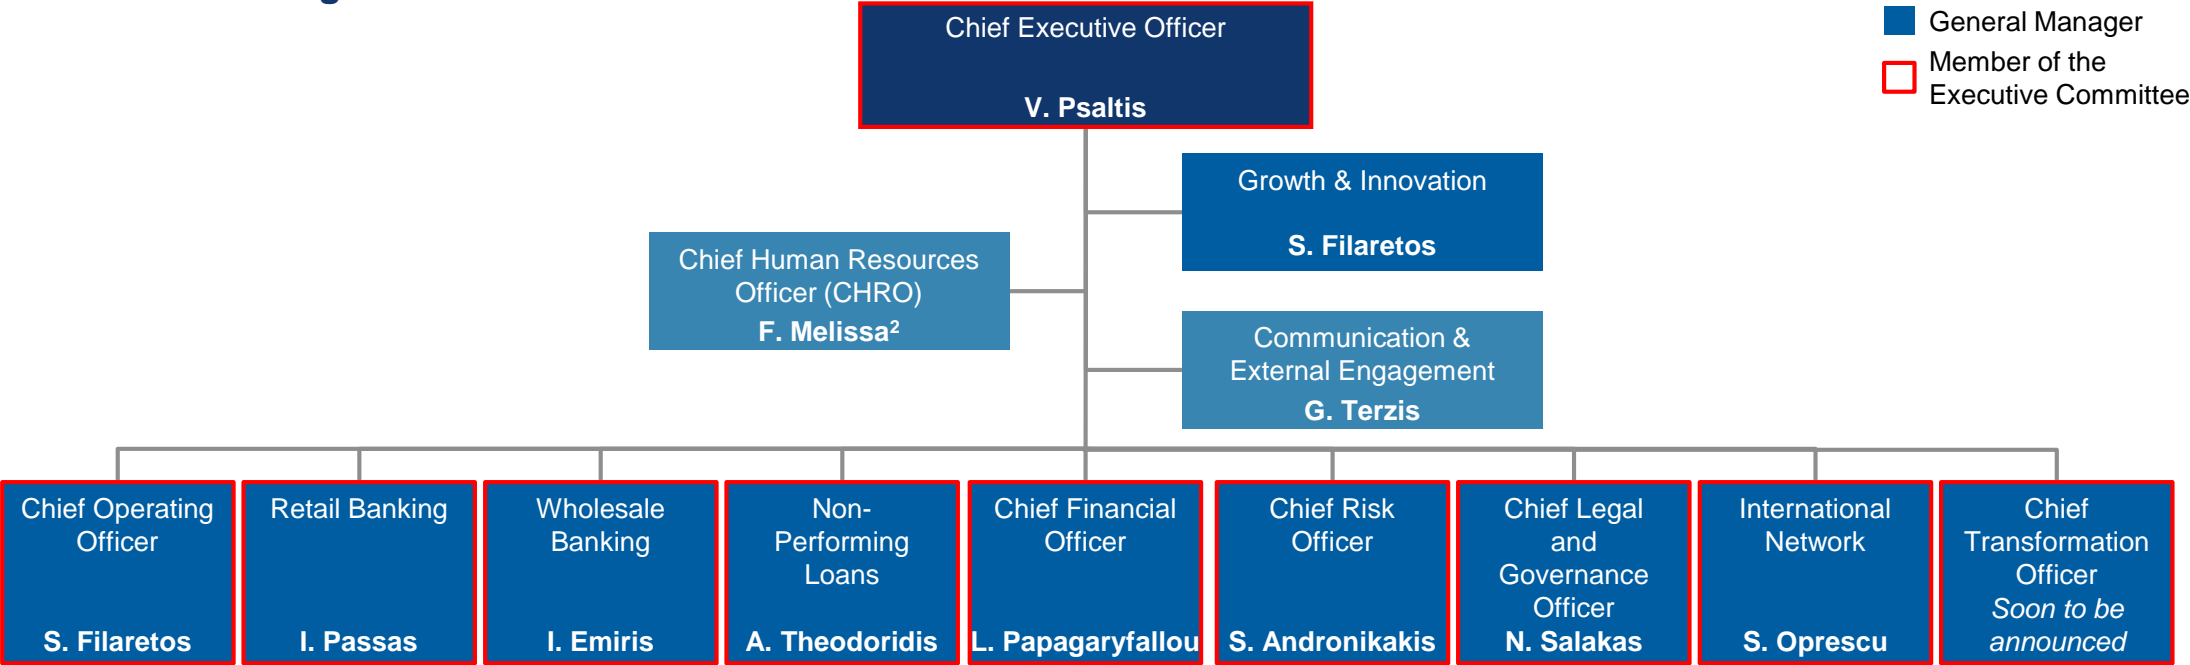 Chief Executive Officer
V. Psaltis
General Manager
Member of the
Executive Committee
Growth & Innovation
S. Filaretos
Chief Human Resources
Officer (CHRO)
F. Melissa²
Communication &
External Engagement
G. Terzis
Chief Operating
Officer
S. Filaretos
Retail Banking
I. Passas
Wholesale
Banking
I. Emiris
Non-
Performing
Loans
A. Theodoridis
Chief Financial
Officer
L. Papagaryfallou
Chief Risk
Officer
S. Andronikakis
Chief Legal
and
Governance
Officer
N. Salakas
International
Network
S. Oprescu
Chief
Transformation
Officer
Soon to be
announced